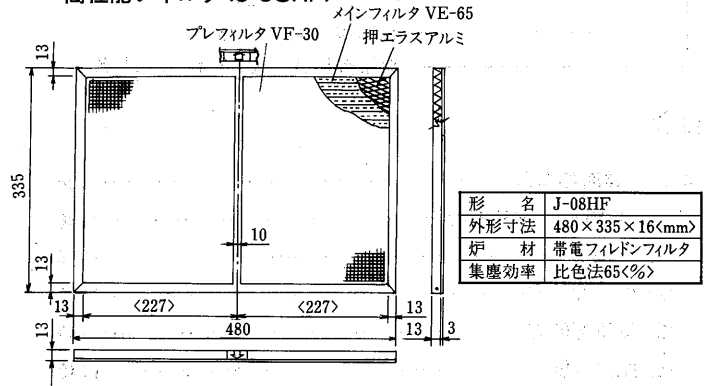 メインフィルタ VE-65
プレフィルタ VF-30
押エラスアルミ
13
335
10
13
13
<227>
<227>
13
13
3
480
13
形 名 J-08HF
外形寸法 480×335×16<mm>
炉 材 帯電フィレドンフィルタ
集塵効率 比色法65<%>